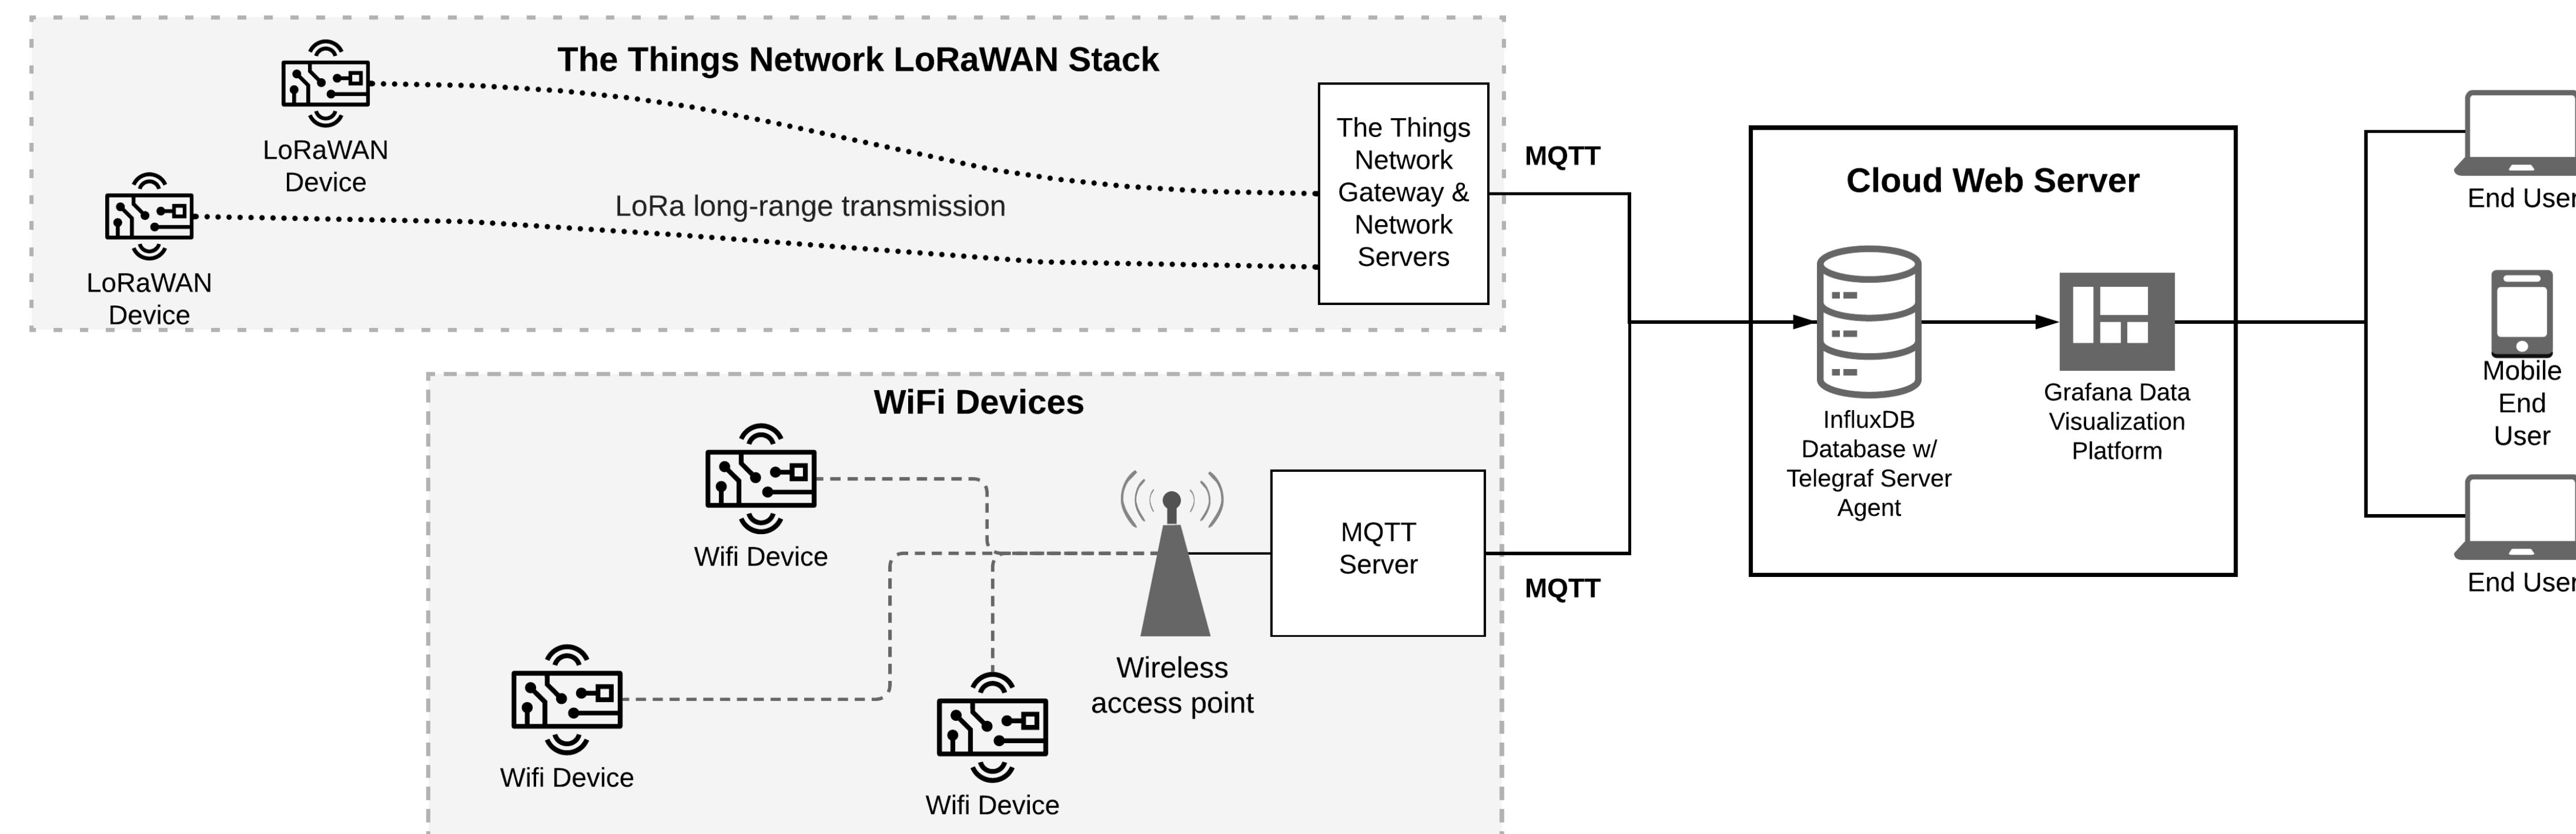 The Things Network LoRaWAN Stack
LoRaWAN
Device
LoRaWAN
Device
LoRa long-range transmission
The Things
Network
Gateway &
Network
Servers
MQTT
WiFi Devices
Wifi Device
Wifi Device
Wifi Device
Wireless
access point
MQTT
Server
MQTT
Cloud Web Server
InfluxDB
Database w/
Telegraf Server
Agent
Grafana Data
Visualization
Platform
End User
Mobile
End
User
End User